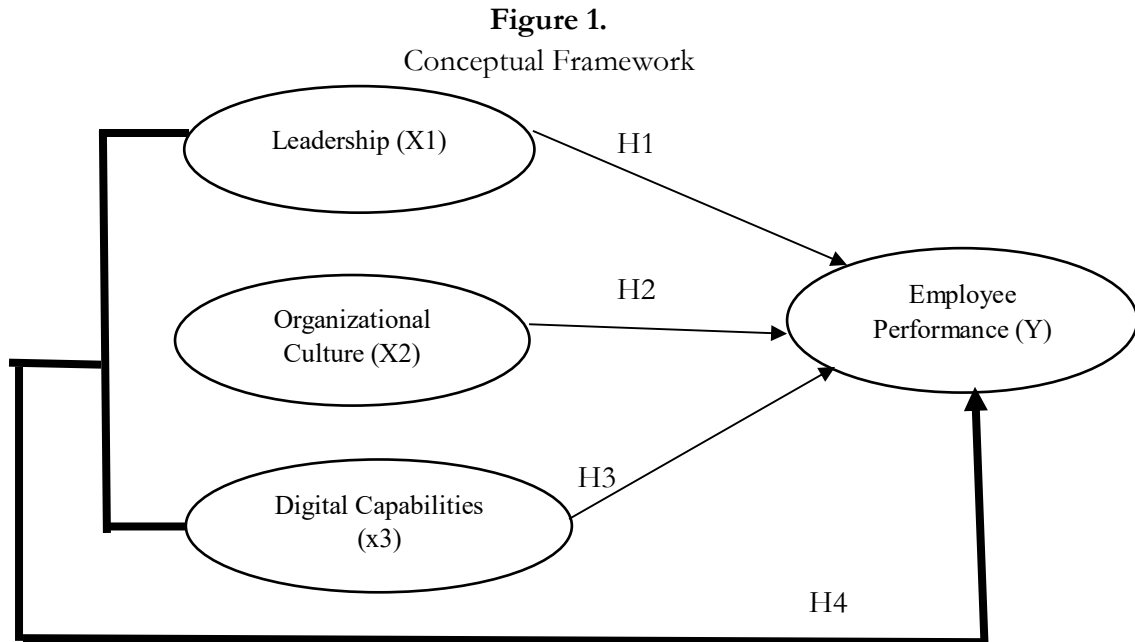 Figure 1.
Conceptual Framework
Leadership (X1)
H1
Organizational
Culture (X2)
H2
Employee
Performance (Y)
Digital Capabilities
(x3)
H3
H4